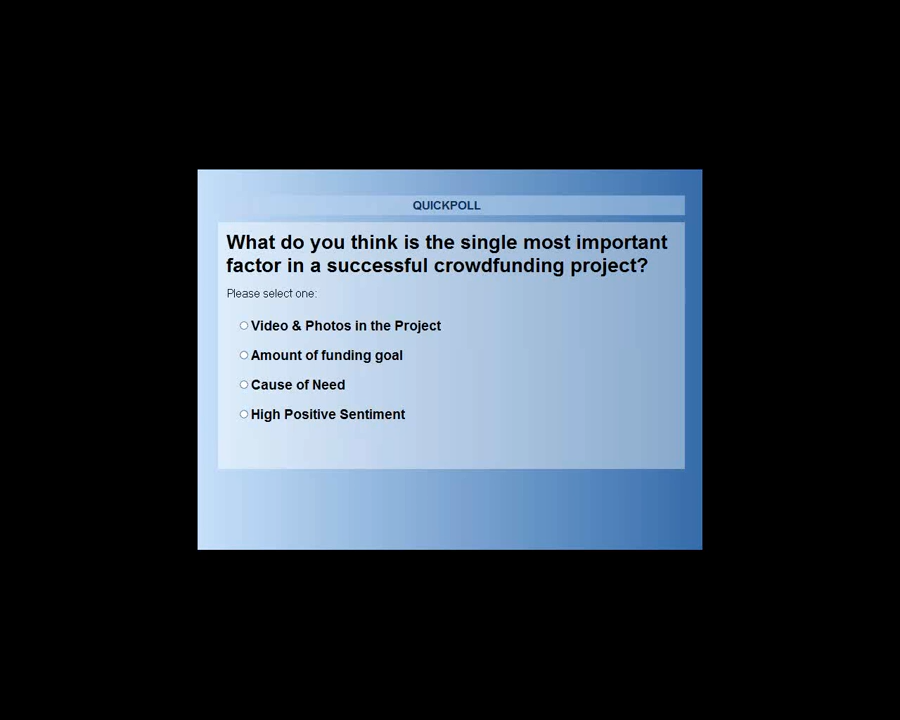 QUICKPOLL
What do you think is the single most important
factor in a successful crowdfunding project?
Please select one:
Video & Photos in the Project
Amount of funding goal
Cause of Need
High Positive Sentiment